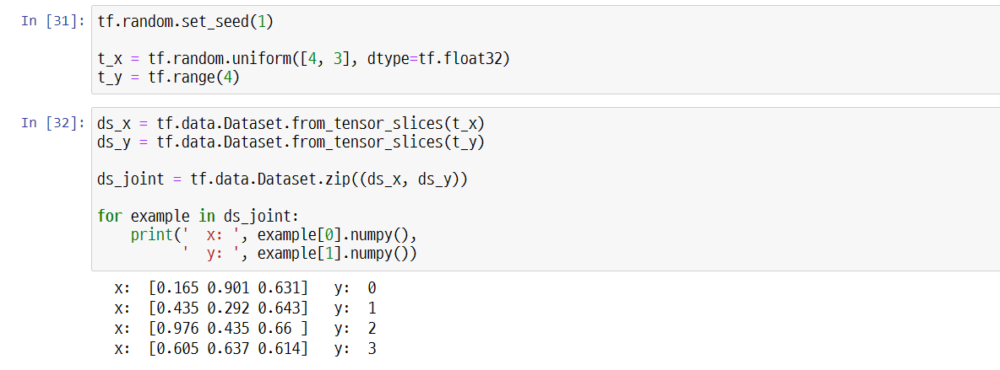 In [31]: tf.random.set_seed(1)
t_x = tf.random.uniform([4, 3], dtype=tf.float32)
t_y = tf.range(4)
In [32]: ds_x = tf.data.Dataset.from_tensor_slices(t_x)
ds_y = tf.data.Dataset.from_tensor_slices(t_y)
ds_joint = tf.data.Dataset.zip((ds_x, ds_y))
for example in ds_joint:
    print('  x: ', example[0].numpy(),
          '  y: ', example[1].numpy())
  x:  [0.165 0.901 0.631]   y:  0
  x:  [0.435 0.292 0.643]   y:  1
  x:  [0.976 0.435 0.66 ]   y:  2
  x:  [0.605 0.637 0.614]   y:  3